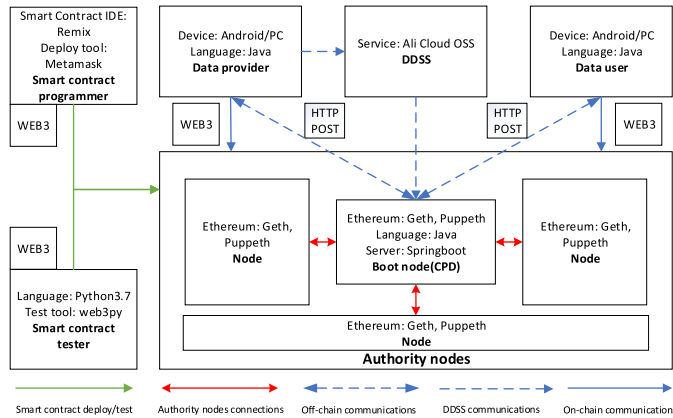 Smart Contract IDE:
Remix
Deploy tool:
Metamask
Smart contract
programmer
WEB3
Device: Android/PC
Language: Java
Data provider
Service: Ali Cloud OSS
DDSS
Device: Android/PC
Language: Java
Data user
WEB3
HTTP
POST
HTTP
POST
WEB3
Ethereum: Geth,
Puppeth
Node
Ethereum: Geth, Puppeth
Language: Java
Server: Springboot
Boot node(CPD)
Ethereum: Geth,
Puppeth
Node
WEB3
Language: Python3.7
Test tool: web3py
Smart contract
tester
Ethereum: Geth, Puppeth
Node
Authority nodes
Smart contract deploy/test
Authority nodes connections
Off-chain communications
DDSS communications
On-chain communication